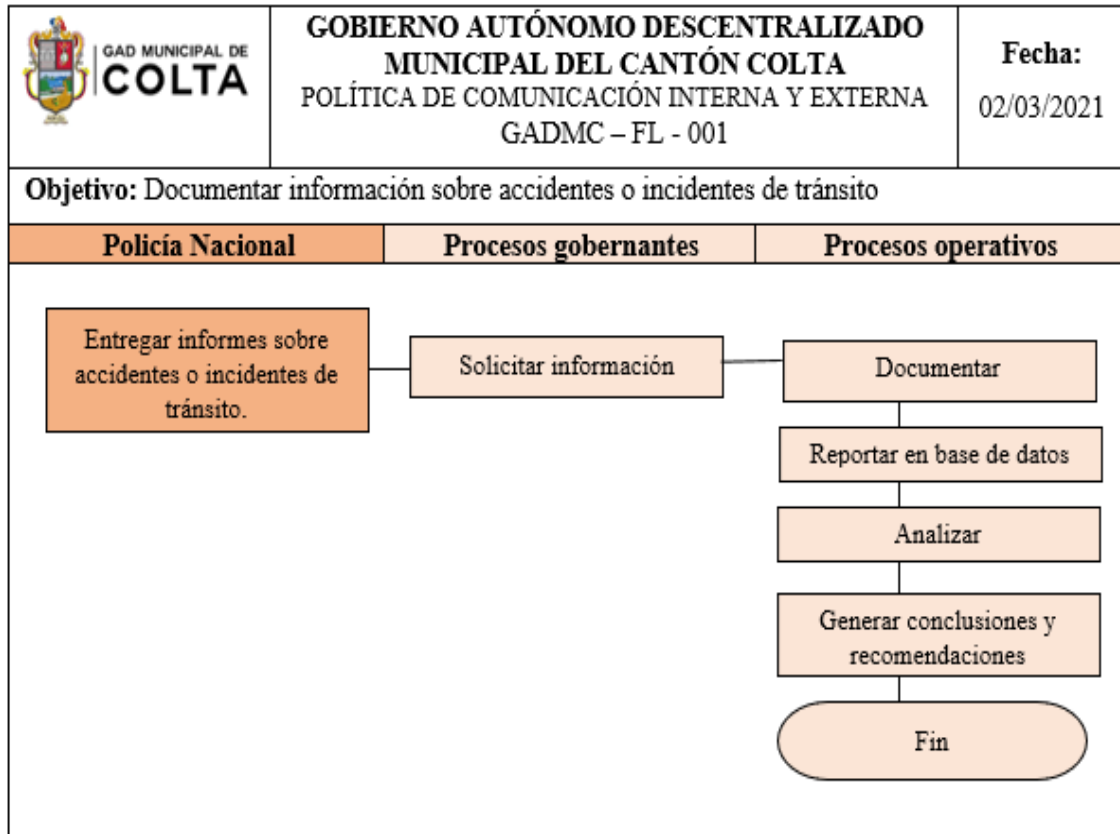 GAD MUNICIPAL DE
COLTA
GOBIERNO AUTÓNOMO DESCENTRALIZADO
MUNICIPAL DEL CANTÓN COLTA
POLÍTICA DE COMUNICACIÓN INTERNA Y EXTERNA
GADMC – FL - 001
Fecha:
02/03/2021
Objetivo: Documentar información sobre accidentes o incidentes de tránsito
Policía Nacional
Procesos gobernantes
Procesos operativos
Entregar informes sobre
accidentes o incidentes de
tránsito.
Solicitar información
Documentar
Reportar en base de datos
Analizar
Generar conclusiones y
recomendaciones
Fin